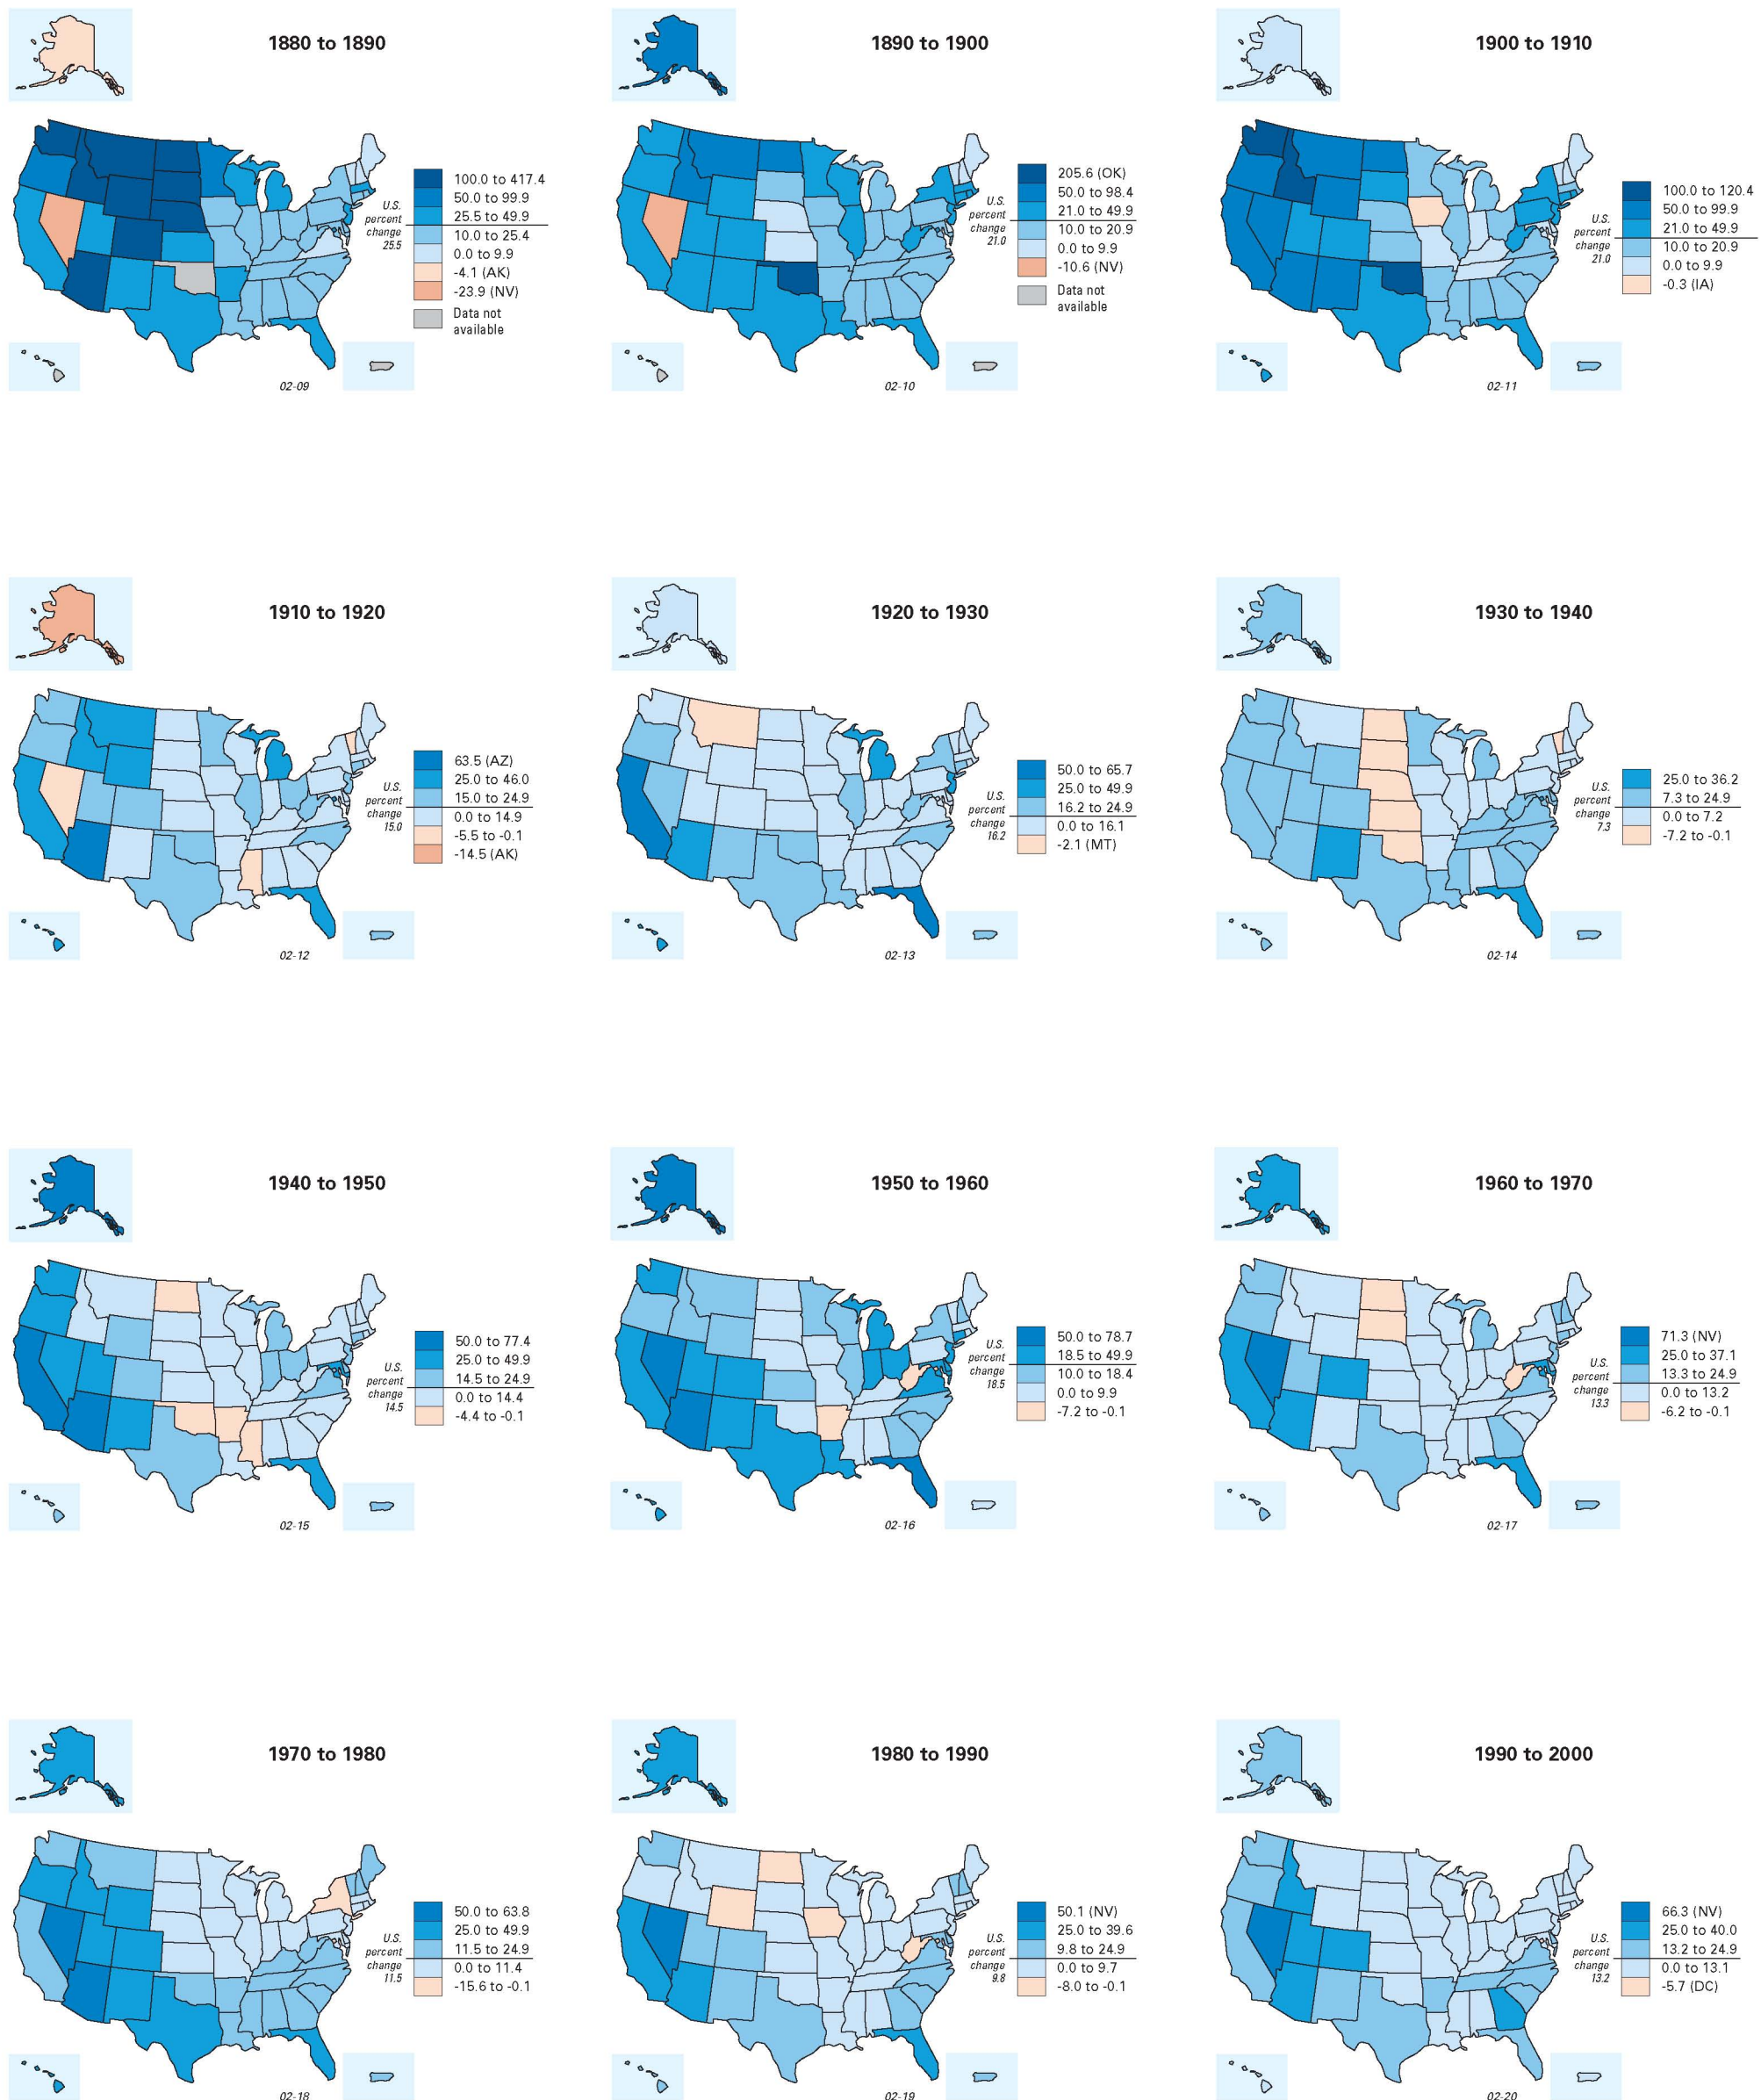 1880 to 1890
U.S.
percent
change
25.5
100.0 to 417.4
50.0 to 99.9
25.5 to 49.9
10.0 to 25.4
0.0 to 9.9
-4.1 (AK)
-23.9 (NV)
Data not
available
02-09
1890 to 1900
U.S.
percent
change
21.0
205.6 (OK)
50.0 to 98.4
21.0 to 49.9
10.0 to 20.9
0.0 to 9.9
-10.6 (NV)
Data not
available
02-10
1900 to 1910
U.S.
percent
change
21.0
100.0 to 120.4
50.0 to 99.9
21.0 to 49.9
10.0 to 20.9
0.0 to 9.9
-0.3 (IA)
02-11
1910 to 1920
U.S.
percent
change
15.0
63.5 (AZ)
25.0 to 46.0
15.0 to 24.9
0.0 to 14.9
-5.5 to -0.1
-14.5 (AK)
02-12
1920 to 1930
U.S.
percent
change
16.2
50.0 to 65.7
25.0 to 49.9
16.2 to 24.9
0.0 to 16.1
-2.1 (MT)
02-13
1930 to 1940
U.S.
percent
change
7.3
25.0 to 36.2
7.3 to 24.9
0.0 to 7.2
-7.2 to -0.1
02-14
1940 to 1950
U.S.
percent
change
14.5
50.0 to 77.4
25.0 to 49.9
14.5 to 24.9
0.0 to 14.4
-4.4 to -0.1
02-15
1950 to 1960
U.S.
percent
change
18.5
50.0 to 78.7
18.5 to 49.9
10.0 to 18.4
0.0 to 9.9
-7.2 to -0.1
02-16
1960 to 1970
U.S.
percent
change
13.3
71.3 (NV)
25.0 to 37.1
13.3 to 24.9
0.0 to 13.2
-6.2 to -0.1
02-17
1970 to 1980
U.S.
percent
change
11.5
50.0 to 63.8
25.0 to 49.9
11.5 to 24.9
0.0 to 11.4
-15.6 to -0.1
02-18
1980 to 1990
U.S.
percent
change
9.8
50.1 (NV)
25.0 to 39.6
9.8 to 24.9
0.0 to 9.7
-8.0 to -0.1
02-19
1990 to 2000
U.S.
percent
change
13.2
66.3 (NV)
25.0 to 40.0
13.2 to 24.9
0.0 to 13.1
-5.7 (DC)
02-20